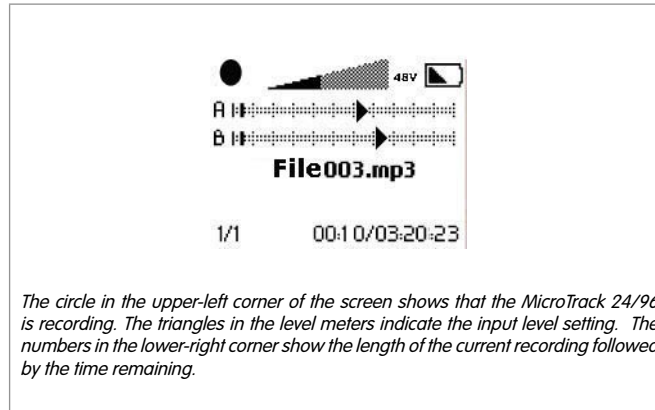 48V
A
B
File003.mp3
1/1 00:10/03:20:23
The circle in the upper-left corner of the screen shows that the MicroTrack 24/96
is recording. The triangles in the level meters indicate the input level setting. The
numbers in the lower-right corner show the length of the current recording followed
by the time remaining.